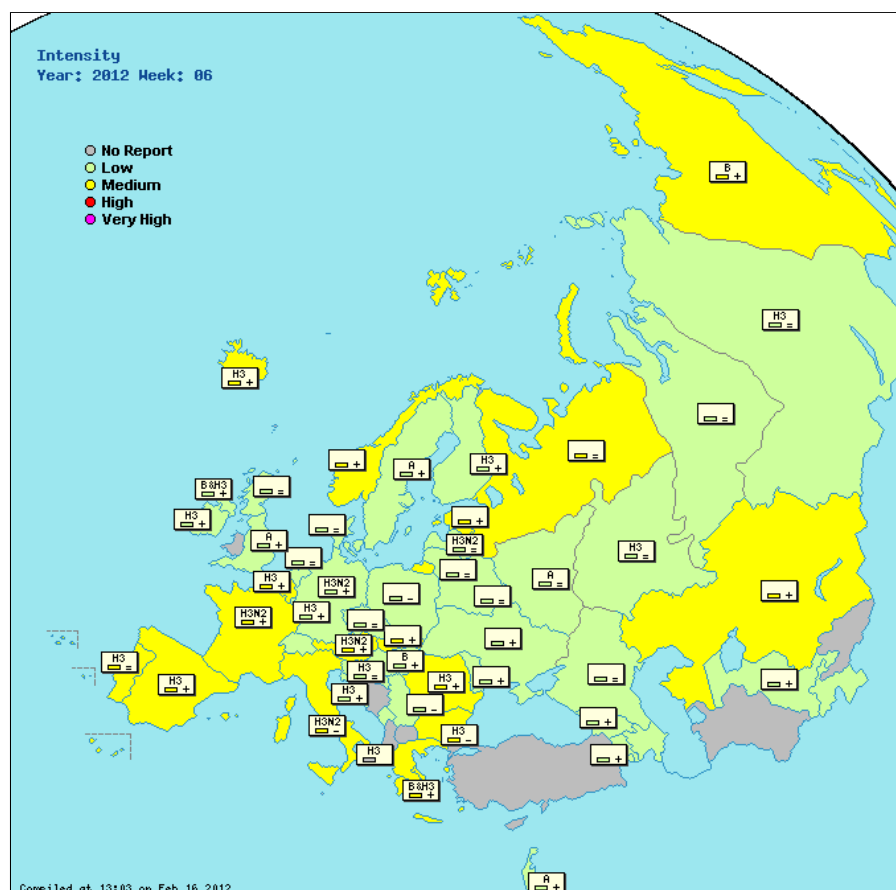 Intensity
Year: 2012 Week: 06
No Report
Low
Medium
High
Very High
B
+
H3
=
H3
+
=
=
+
A
+
H3
+
B&H3
+
=
H3
+
=
+
A
+
H3N2
=
H3
=
=
=
A
=
H3
+
H3N2
+
-
=
+
H3N2
+
H3
+
=
+
H3N2
+
+
B
+
H3
=
H3
=
H3
+
H3
+
+
=
+
H3
+
-
+
H3N2
-
H3
-
H3
+
B&H3
+
A
+
Compiled at 13:03 on Feb 16 2012